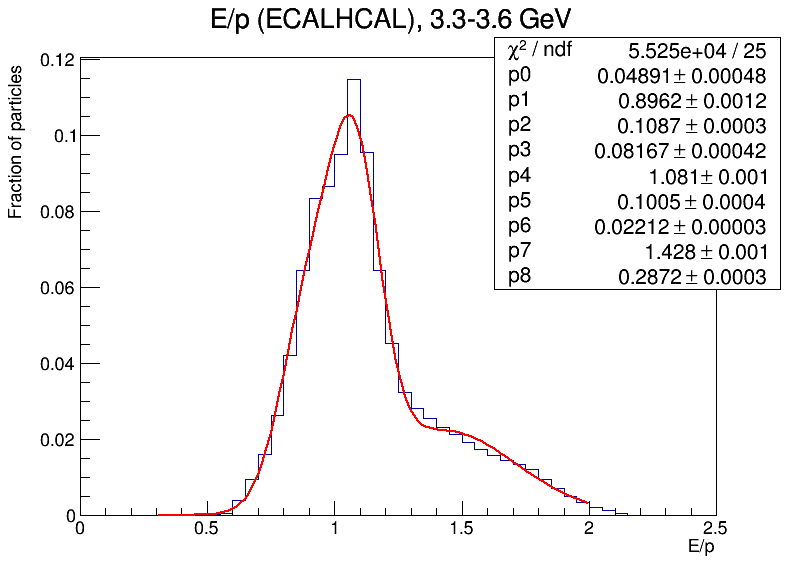 E/p (ECALHCAL), 3.3-3.6 GeV
χ² / ndf 5.525e+04 / 25
p0 0.04891 ± 0.00048
p1 0.8962 ± 0.0012
p2 0.1087 ± 0.0003
p3 0.08167 ± 0.00042
p4 1.081 ± 0.001
p5 0.1005 ± 0.0004
p6 0.02212 ± 0.00003
p7 1.428 ± 0.001
p8 0.2872 ± 0.0003
Fraction of particles
0.12
0.1
0.08
0.06
0.04
0.02
0
0 0.5 1 1.5 2 2.5
E/p